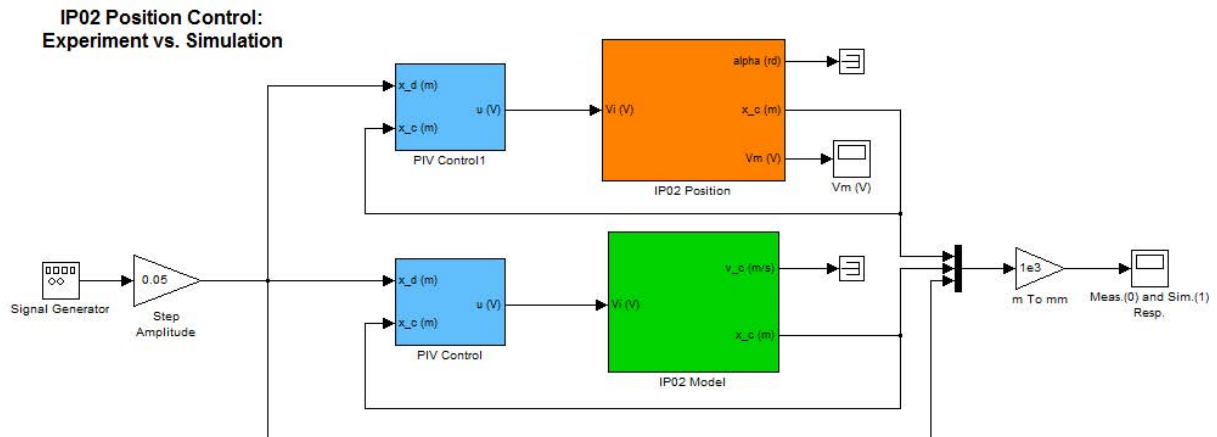 IP02 Position Control:
Experiment vs. Simulation
x_d (m)
u (V)
x_c (m)
PIV Control1
Vi (V)
alpha (rd)
x_c (m)
Vm (V)
IP02 Position
Vm (V)
Signal Generator
0.05
Step
Amplitude
x_d (m)
u (V)
x_c (m)
PIV Control
Vi (V)
v_c (m/s)
x_c (m)
IP02 Model
1e3
m To mm
Meas.(0) and Sim.(1)
Resp.